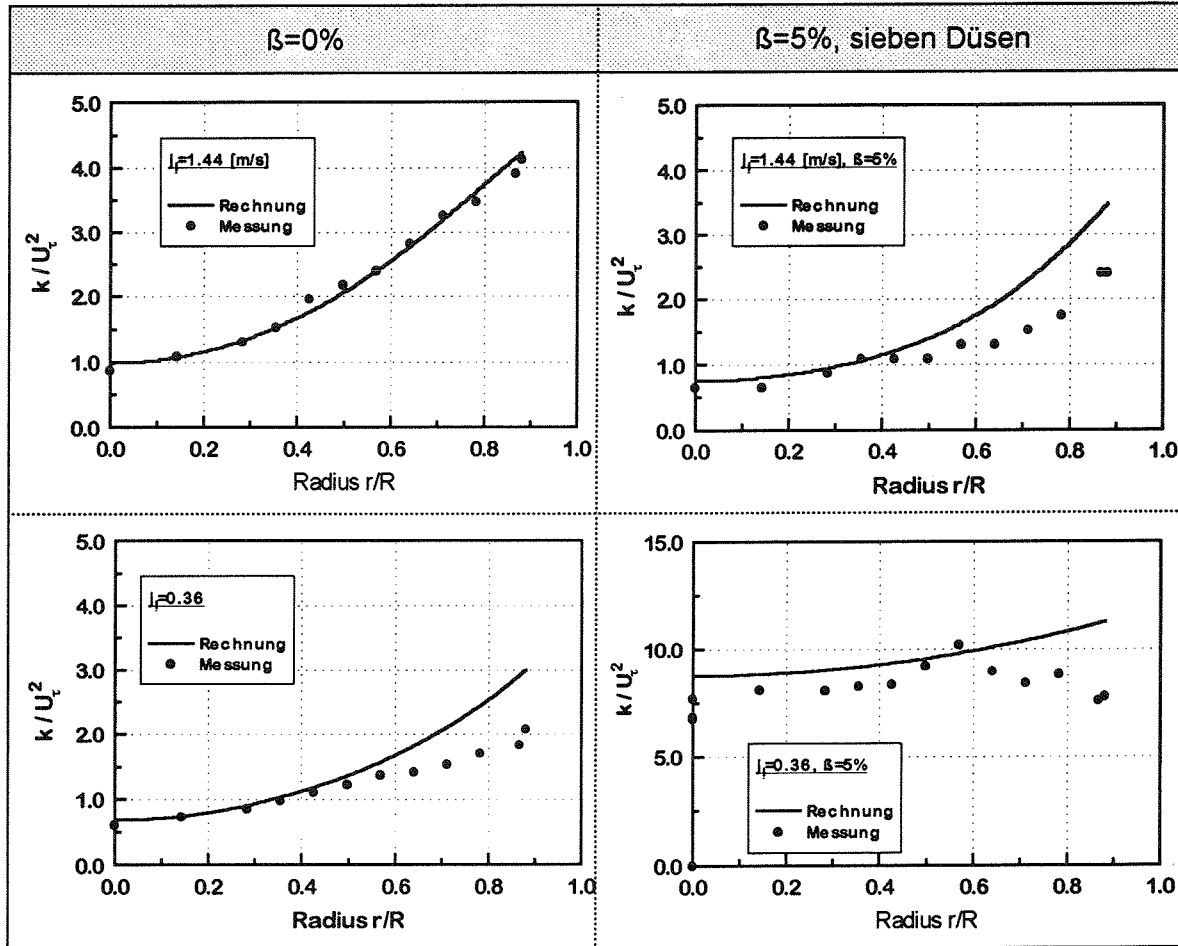 ß=0%
ß=5%, sieben Düsen
5.0
4.0
3.0
2.0
1.0
0.0
k / U_τ^2
j_f=1.44 [m/s]
Rechnung
Messung
0.0 0.2 0.4 0.6 0.8 1.0
Radius r/R
5.0
4.0
3.0
2.0
1.0
0.0
k / U_τ^2
j_f=1.44 [m/s], ß=5%
Rechnung
Messung
0.0 0.2 0.4 0.6 0.8 1.0
Radius r/R
5.0
4.0
3.0
2.0
1.0
0.0
k / U_τ^2
j_f=0.36
Rechnung
Messung
0.0 0.2 0.4 0.6 0.8 1.0
Radius r/R
15.0
10.0
5.0
0.0
k / U_τ^2
j_f=0.36, ß=5%
Rechnung
Messung
0.0 0.2 0.4 0.6 0.8 1.0
Radius r/R